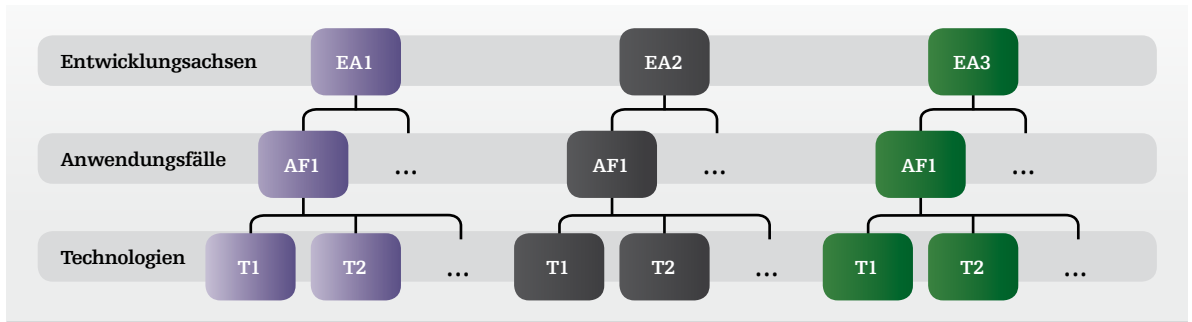 Entwicklungsachsen EA1 EA2 EA3
Anwendungsfälle AF1 ... AF1 ... AF1 ...
Technologien T1 T2 ... T1 T2 ... T1 T2 ...